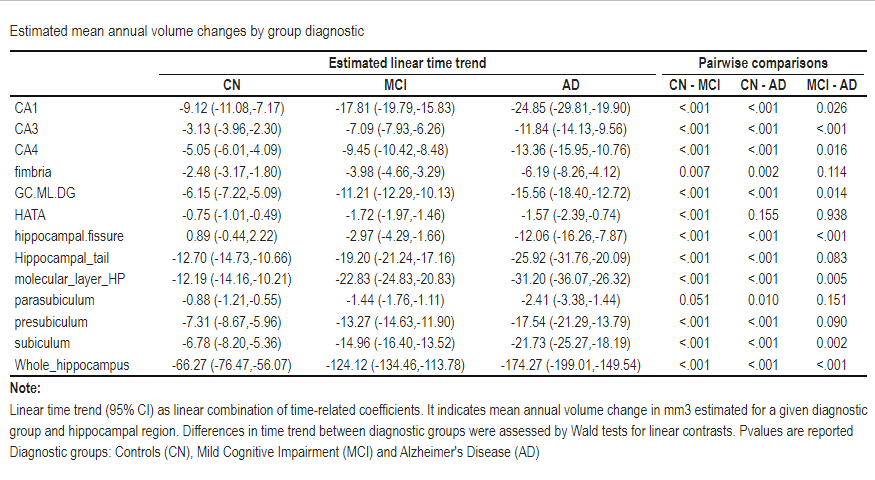 Estimated mean annual volume changes by group diagnostic
Estimated linear time trend Pairwise comparisons
CN MCI AD CN - MCI CN - AD MCI - AD
CA1 -9.12 (-11.08,-7.17) -17.81 (-19.79,-15.83) -24.85 (-29.81,-19.90) <.001 <.001 0.026
CA3 -3.13 (-3.96,-2.30) -7.09 (-7.93,-6.26) -11.84 (-14.13,-9.56) <.001 <.001 <.001
CA4 -5.05 (-6.01,-4.09) -9.45 (-10.42,-8.48) -13.36 (-15.95,-10.76) <.001 <.001 0.016
fimbria -2.48 (-3.17,-1.80) -3.98 (-4.66,-3.29) -6.19 (-8.26,-4.12) 0.007 0.002 0.114
GC.ML.DG -6.15 (-7.22,-5.09) -11.21 (-12.29,-10.13) -15.56 (-18.40,-12.72) <.001 <.001 0.014
HATA -0.75 (-1.01,-0.49) -1.72 (-1.97,-1.46) -1.57 (-2.39,-0.74) <.001 0.155 0.938
hippocampal.fissure 0.89 (-0.44,2.22) -2.97 (-4.29,-1.66) -12.06 (-16.26,-7.87) <.001 <.001 <.001
Hippocampal_tail -12.70 (-14.73,-10.66) -19.20 (-21.24,-17.16) -25.92 (-31.76,-20.09) <.001 <.001 0.083
molecular_layer_HP -12.19 (-14.16,-10.21) -22.83 (-24.83,-20.83) -31.20 (-36.07,-26.32) <.001 <.001 0.005
parasubiculum -0.88 (-1.21,-0.55) -1.44 (-1.76,-1.11) -2.41 (-3.38,-1.44) 0.051 0.010 0.151
presubiculum -7.31 (-8.67,-5.96) -13.27 (-14.63,-11.90) -17.54 (-21.29,-13.79) <.001 <.001 0.090
subiculum -6.78 (-8.20,-5.36) -14.96 (-16.40,-13.52) -21.73 (-25.27,-18.19) <.001 <.001 0.002
Whole_hippocampus -66.27 (-76.47,-56.07) -124.12 (-134.46,-113.78) -174.27 (-199.01,-149.54) <.001 <.001 <.001
Note:
Linear time trend (95% CI) as linear combination of time-related coefficients. It indicates mean annual volume change in mm3 estimated for a given diagnostic
group and hippocampal region. Differences in time trend between diagnostic groups were assessed by Wald tests for linear contrasts. Pvalues are reported
Diagnostic groups: Controls (CN), Mild Cognitive Impairment (MCI) and Alzheimer's Disease (AD)